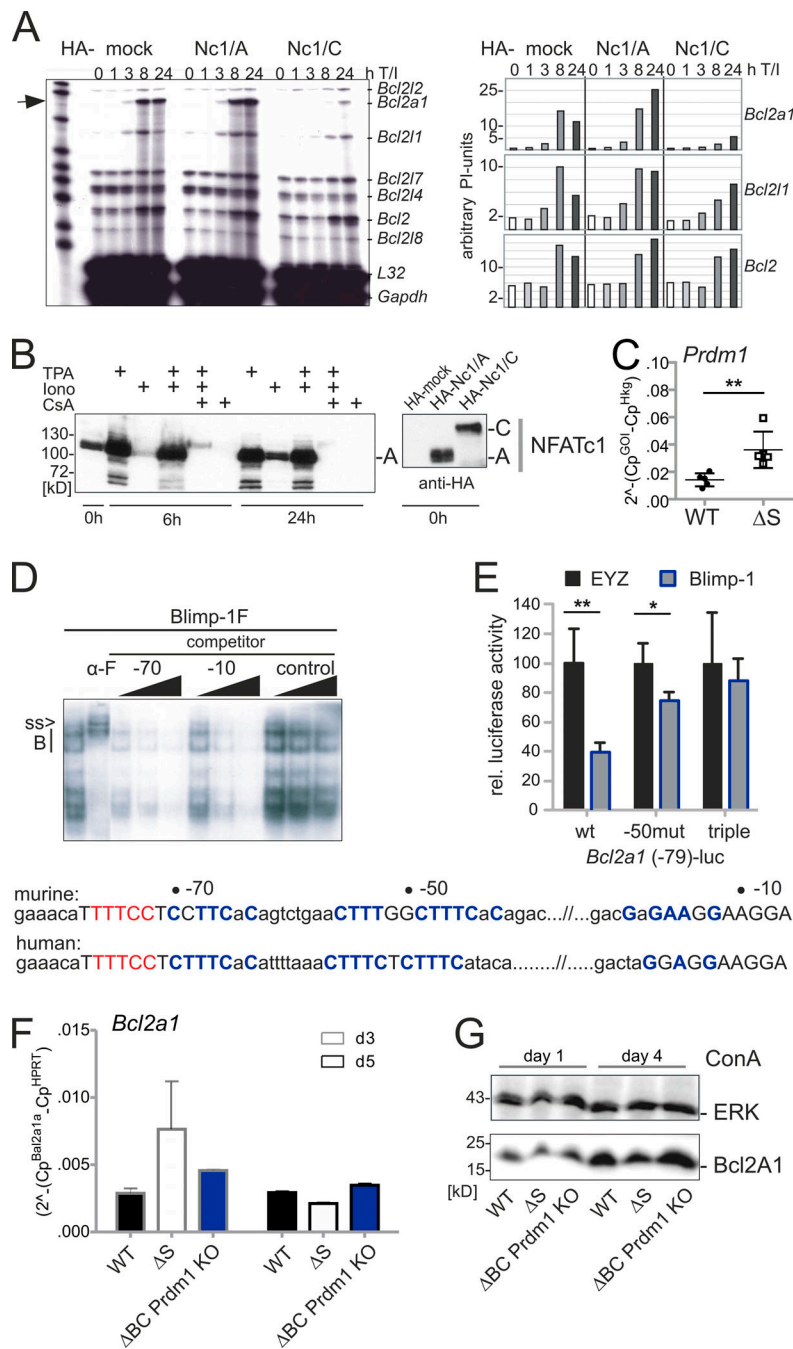 A
HA- mock Nc1/A Nc1/C
0 1 3 8 24 0 1 3 8 24 0 1 3 8 24 h T/I
Bcl2l2
Bcl2a1
Bcl2l1
Bcl2l7
Bcl2l4
Bcl2
Bcl2l8
L32
Gapdh
HA- mock Nc1/A Nc1/C
0 1 3 8 24 0 1 3 8 24 0 1 3 8 24 h T/I
arbitrary PI-units
25-
10-
5-
Bcl2a1
10-
2-
Bcl2l1
10-
2-
Bcl2
B
TPA + + + + + +
Iono + + + + + +
CsA + + + +
130-
100-
72-
[kD]
-A
0h 6h 24h
HA-mock
HA-Nc1/A
HA-Nc1/C
-C
-A
NFATc1
anti-HA
0h
C
Prdm1
2^-(Cp^GOI-Cp^Hkg)
.10
.08
.06
.04
.02
.00
**
WT ΔS
D
Blimp-1F
competitor
α-F -70 -10 control
ss>
B
E
EYZ Blimp-1
rel. luciferase activity
140
120
100
80
60
40
20
0
** *
wt -50mut triple
Bcl2a1 (-79)-luc
• -70 • -50 • -10
murine:
gaaacaTTTTCCTCCTTCaCagtctgaaCTTTGGCTTTCaCagac...//...gacGaGAAGGAAGGA
human:
gaaacaTTTTCCTCTTTCaCattttaaaCTTTCTCTTTCataca........//.....gactaGGAGGAAGGA
F
Bcl2a1
d3
d5
(2^-(Cp^Bal2a1a-Cp^HPRT)
.015
.010
.005
.000
WT ΔS ΔBC Prdm1 KO WT ΔS ΔBC Prdm1 KO
G
day 1 day 4 ConA
43-
- ERK
25-
15-
- Bcl2A1
[kD]
WT ΔS ΔBC Prdm1 KO WT ΔS ΔBC Prdm1 KO